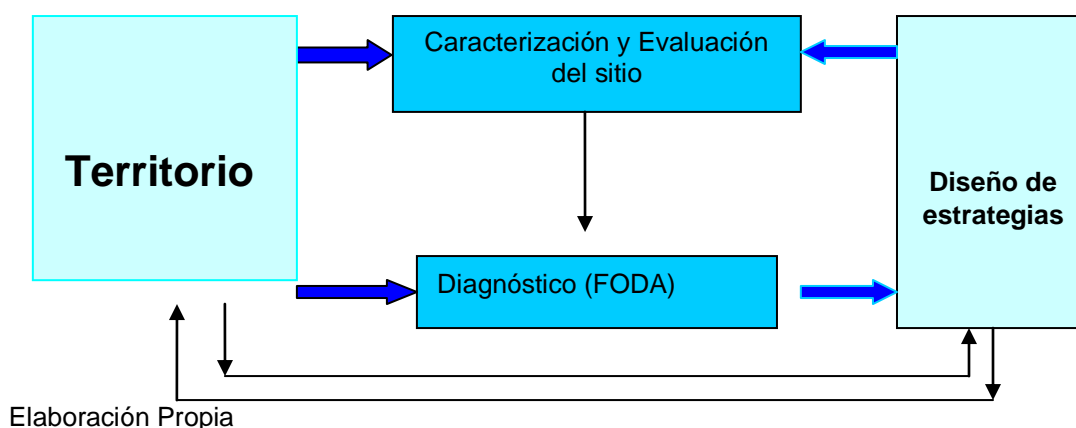 Caracterización y Evaluación
del sitio
Territorio
Diseño de
estrategias
Diagnóstico (FODA)
Elaboración Propia